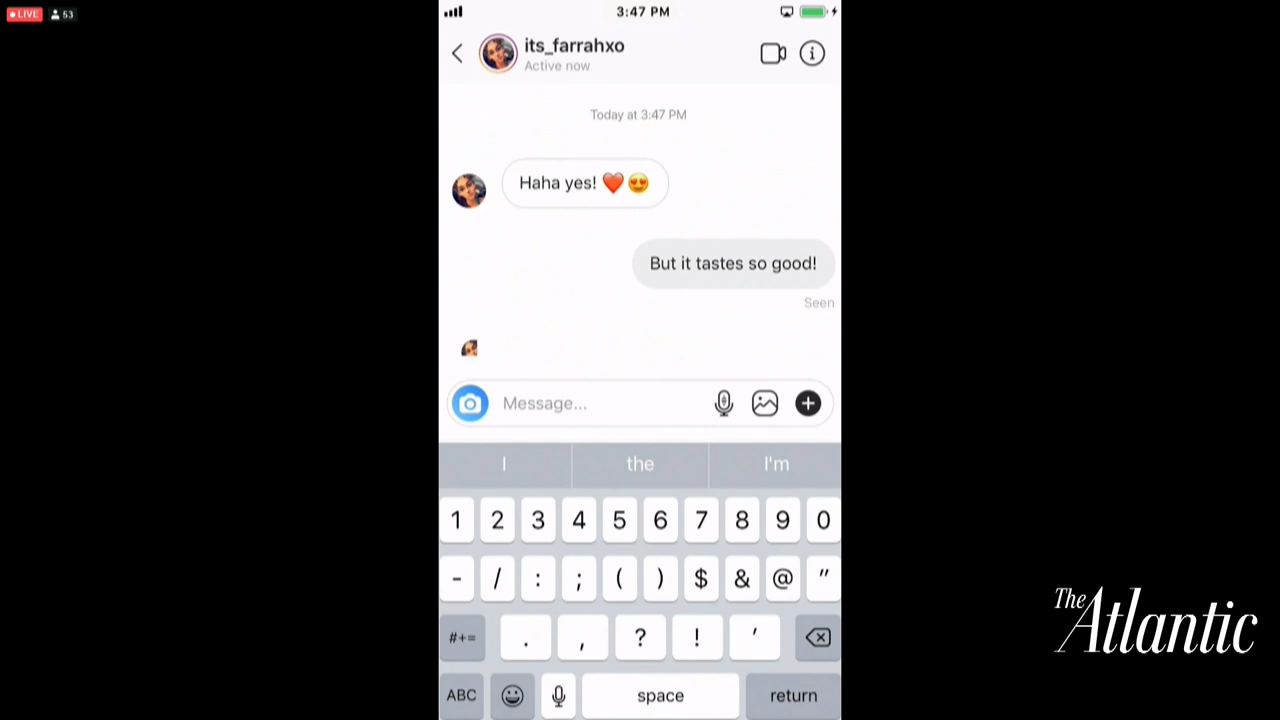 LIVE 53
3:47 PM
its_farrahxo
Active now
Today at 3:47 PM
Haha yes! ❤️😍
But it tastes so good!
Seen
Message...
I the I'm
1 2 3 4 5 6 7 8 9 0
- / : ; ( ) $ & @ "
#+= . , ? ! '
ABC space return
The Atlantic